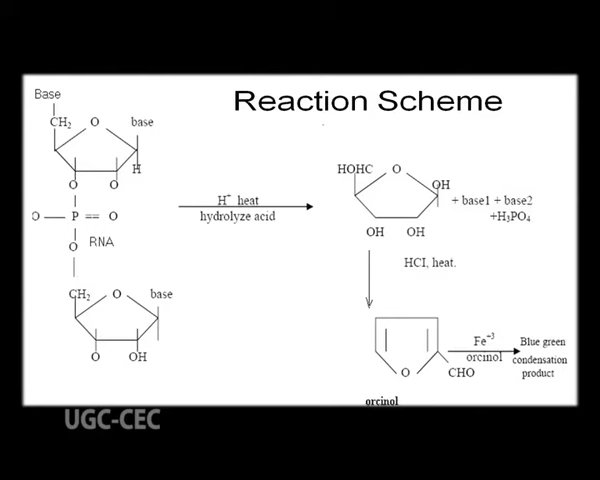 Reaction Scheme
Base
CH₂ O base
H
O O
O — P == O
O RNA
CH₂ O base
O OH
H⁺ heat
hydrolyze acid
HOHC O
OH
+ base1 + base2
+H₃PO₄
OH OH
HCI, heat.
O
CHO
orcinol
Fe⁺³
orcinol
Blue green
condensation
product
UGC-CEC